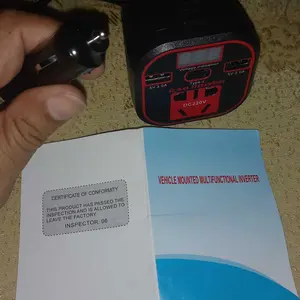 DC220V
CERTIFICATE OF CONFORMITY
THIS PRODUCT HAS PASSED THE
INSPECTION AND IS ALLOWED TO
LEAVE THE FACTORY.
INSPECTOR: 06
VEHICLE MOUNTED MULTIFUNCTIONAL INVERTER